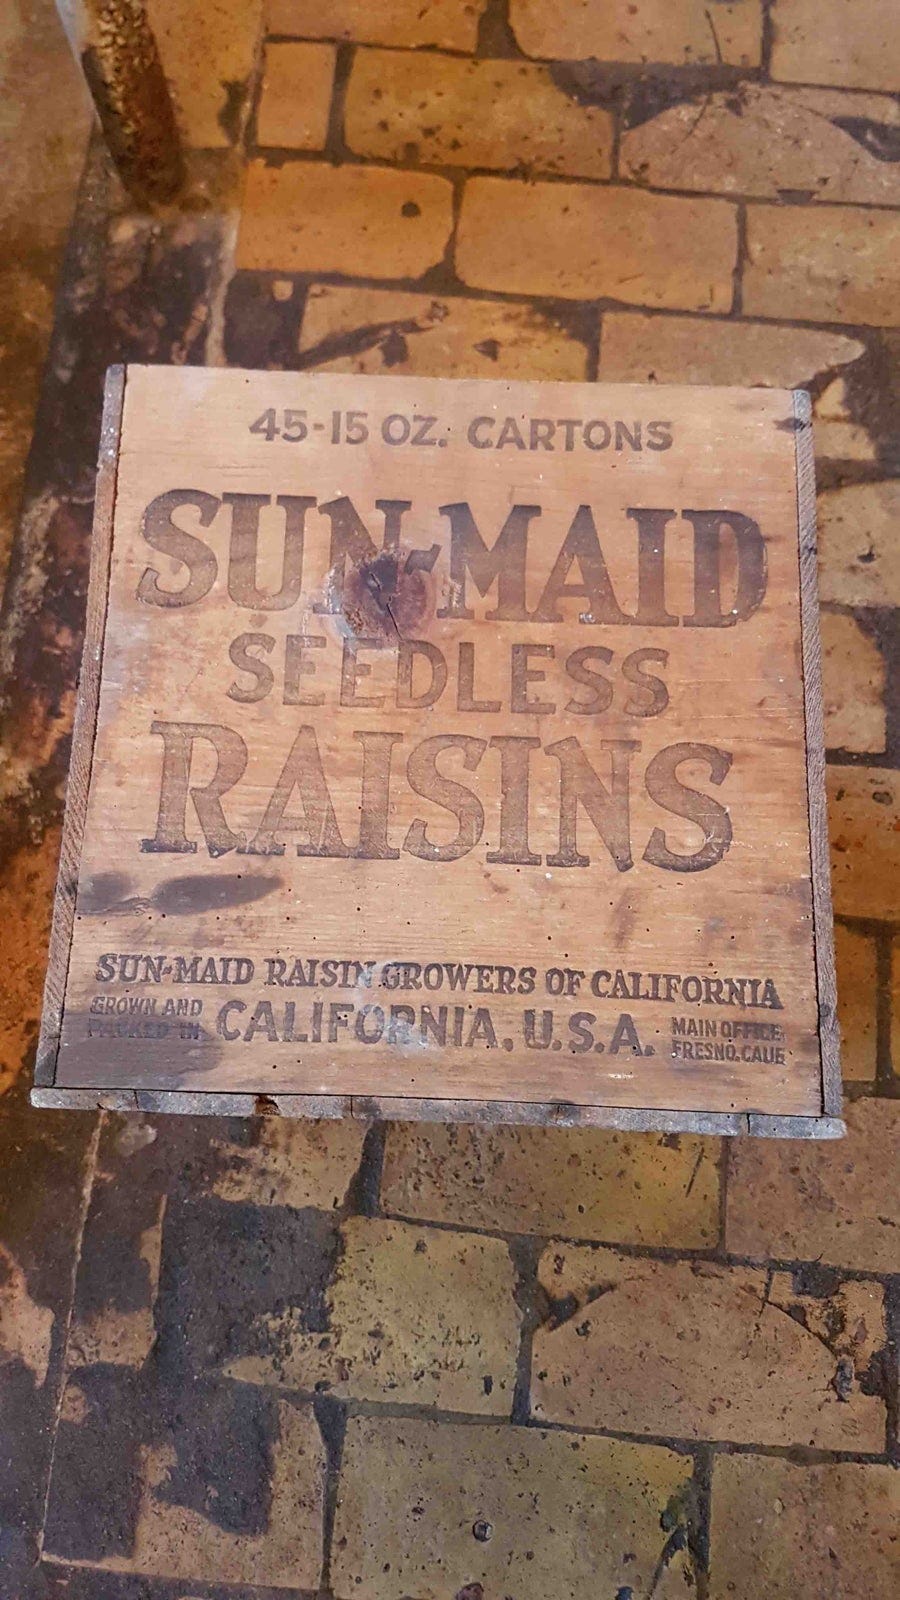 45-15 OZ. CARTONS
SUN-MAID
SEEDLESS
RAISINS
SUN-MAID RAISIN GROWERS OF CALIFORNIA
GROWN AND
PACKED IN
CALIFORNIA, U.S.A.
MAIN OFFICE
FRESNO, CALIF.